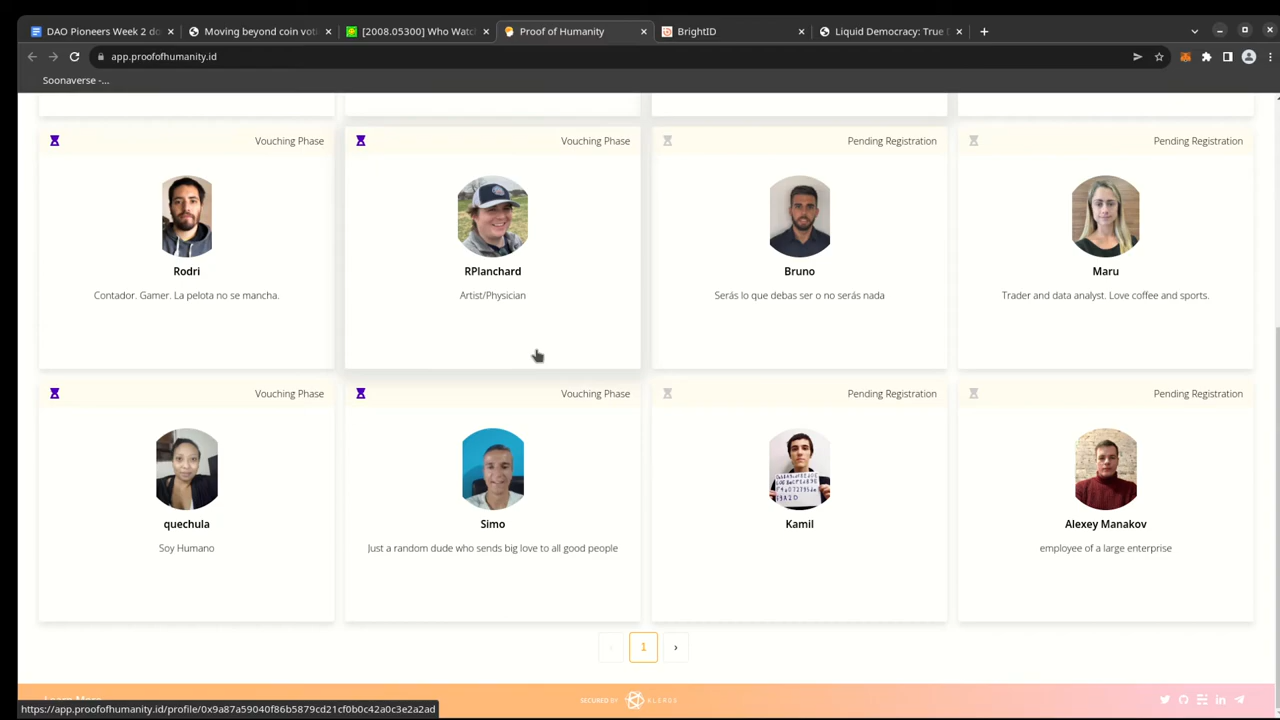 DAO Pioneers Week 2 do
Moving beyond coin voti
[2008.05300] Who Watc
Proof of Humanity
BrightID
Liquid Democracy: True D
app.proofofhumanity.id
Soonaverse -...
Vouching Phase
Vouching Phase
Pending Registration
Pending Registration
Rodri
RPlanchard
Bruno
Maru
Contador. Gamer. La pelota no se mancha.
Artist/Physician
Serás lo que debas ser o no serás nada
Trader and data analyst. Love coffee and sports.
Vouching Phase
Vouching Phase
Pending Registration
Pending Registration
quechula
Simo
Kamil
Alexey Manakov
Soy Humano
Just a random dude who sends big love to all good people
employee of a large enterprise
1
Learn More
SECURED BY KLEROS
https://app.proofofhumanity.id/profile/0x9a87a59040f86b5879cd21cf0b0c42a0c3e2a2ad